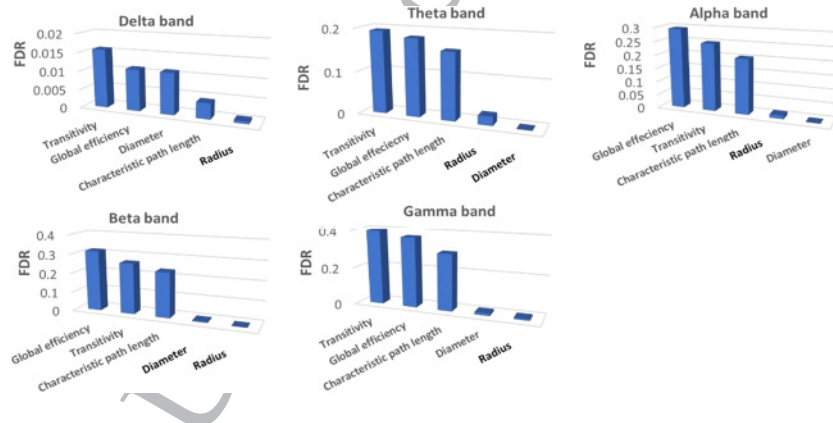 Delta band
FDR
0.02
0.015
0.01
0.005
0
Transitivity
Global efficiency
Diameter
Characteristic path length
Radius
Theta band
FDR
0.2
0.1
0
Transitivity
Global effeciecny
Characteristic path length
Radius
Diameter
Alpha band
FDR
0.3
0.25
0.2
0.15
0.1
0.05
0
Global effeciency
Transitivity
Characteristic path length
Radius
Diameter
Beta band
FDR
0.4
0.3
0.2
0.1
0
Global efficiency
Transitivity
Characteristic path length
Diameter
Radius
Gamma band
FDR
0.4
0.2
0
Transitivity
Global efficiency
Characteristic path length
Diameter
Radius